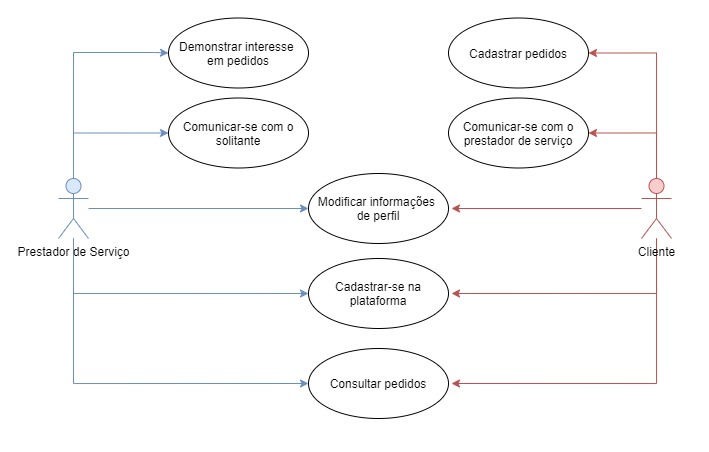 Demonstrar interesse
em pedidos
Cadastrar pedidos
Comunicar-se com o
solitante
Comunicar-se com o
prestador de serviço
Modificar informações
de perfil
Prestador de Serviço
Cliente
Cadastrar-se na
plataforma
Consultar pedidos